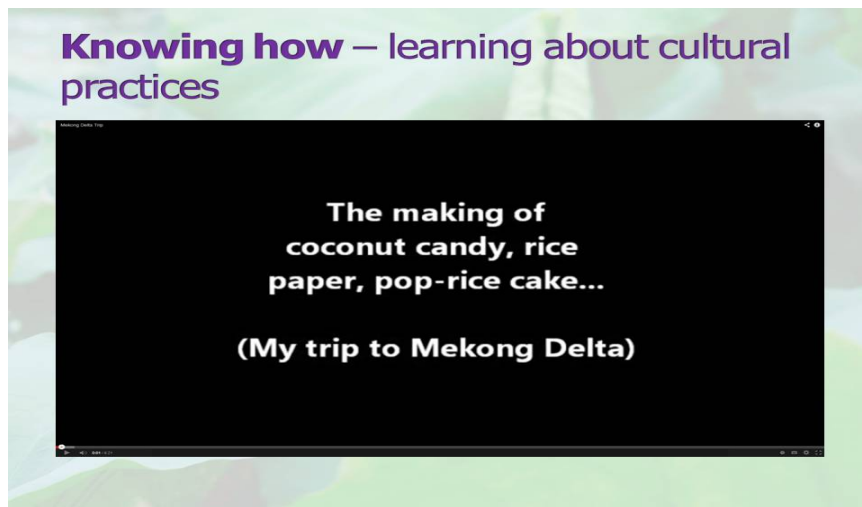 Knowing how – learning about cultural
practices
Mekong Delta Trip
The making of
coconut candy, rice
paper, pop-rice cake...
(My trip to Mekong Delta)